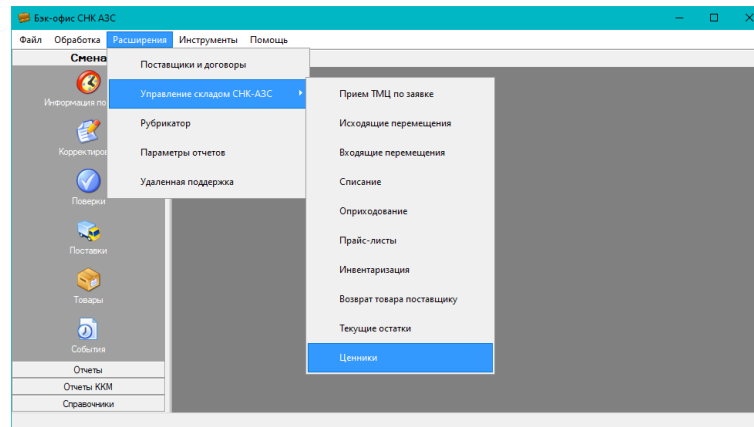 Бэк-офис СНК АЗС
Файл Обработка Расширения Инструменты Помощь
Смена
Поставщики и договоры
Управление складом СНК-АЗС
Рубрикатор
Параметры отчетов
Удаленная поддержка
Прием ТМЦ по заявке
Исходящие перемещения
Входящие перемещения
Списание
Оприходование
Прайс-листы
Инвентаризация
Возврат товара поставщику
Текущие остатки
Ценники
Информация по
Поверки
Поставки
Товары
События
Отчеты
Отчеты ККМ
Справочники